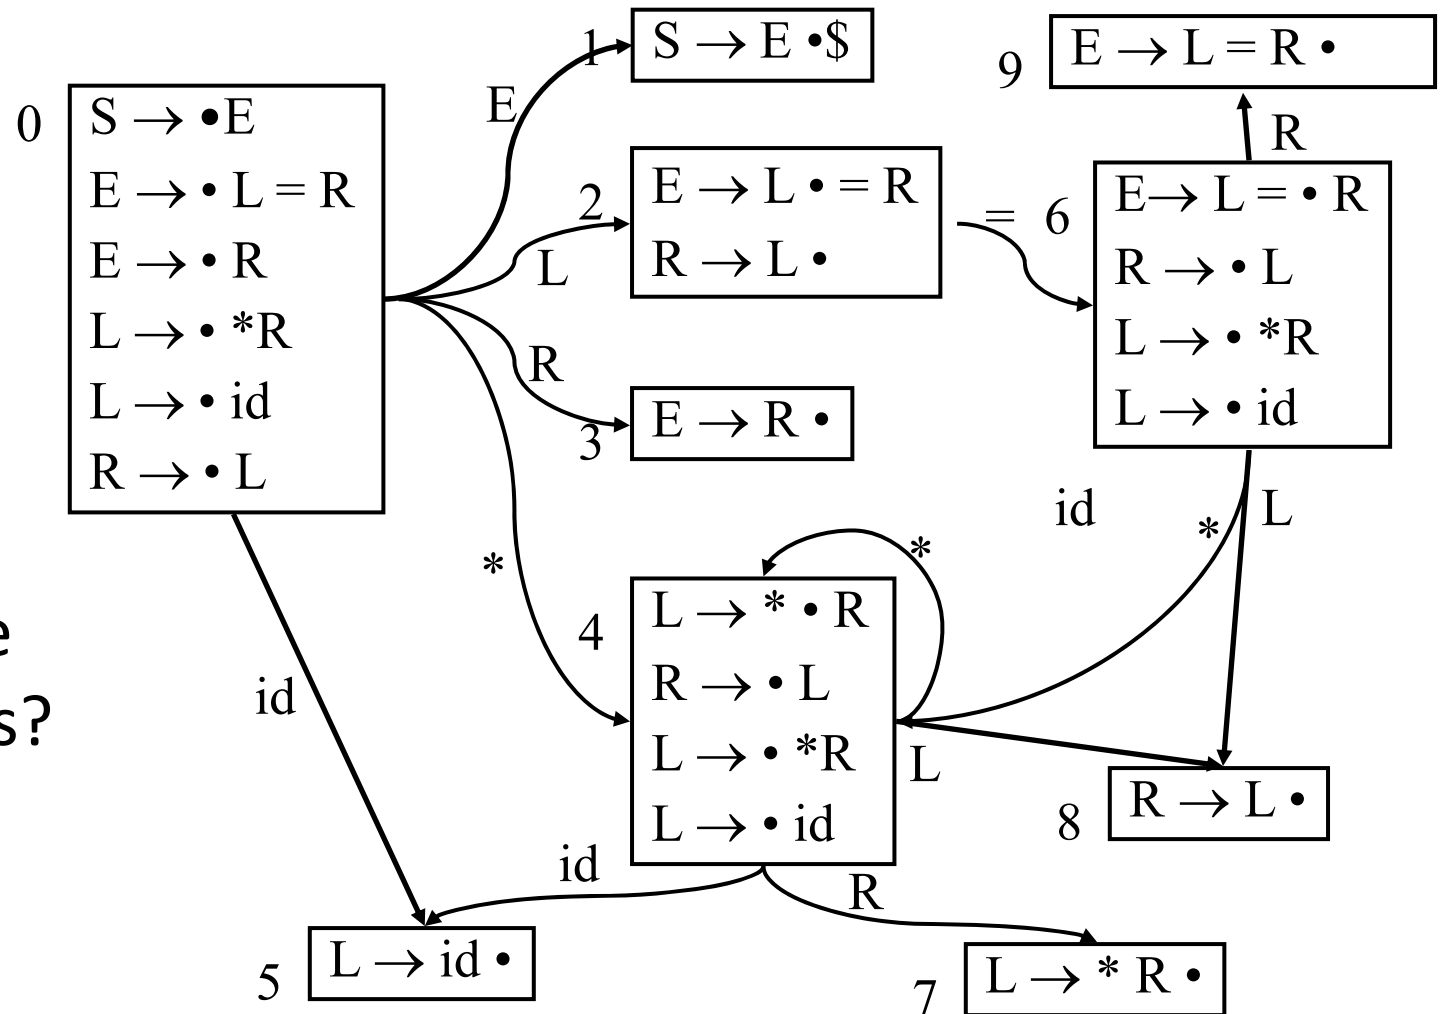 0
S → •E
E → • L = R
E → • R
L → • *R
L → • id
R → • L
E
1
S → E •$
L
2
E → L • = R
R → L •
R
3
E → R •
*
4
L → * • R
R → • L
L → • *R
L → • id
*
id
5
L → id •
id
R
7
L → * R •
L
8
R → L •
= 6
E→ L = • R
R → • L
L → • *R
L → • id
id
*
L
R
9
E → L = R •
e
s?